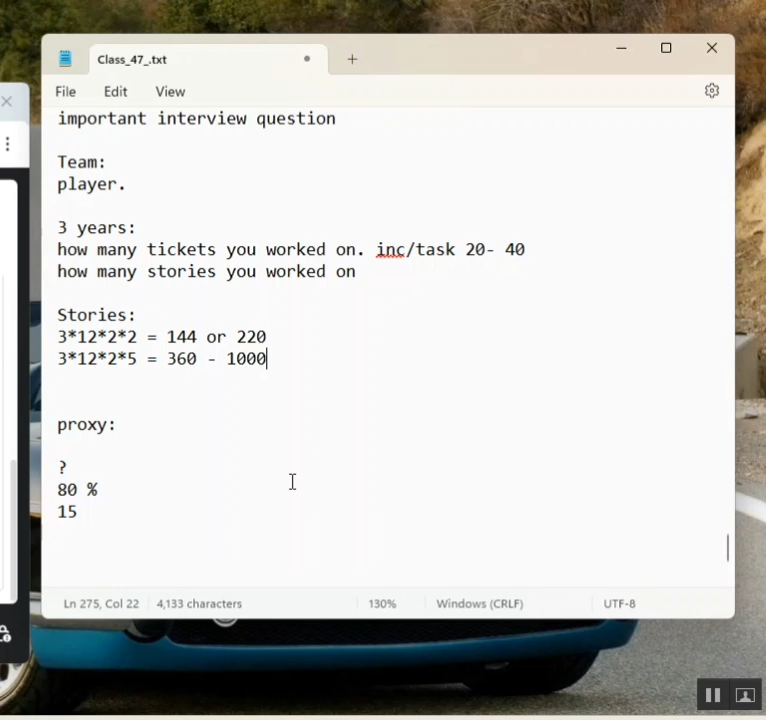 Class_47_.txt
File Edit View
important interview question
Team:
player.
3 years:
how many tickets you worked on. inc/task 20- 40
how many stories you worked on
Stories:
3*12*2*2 = 144 or 220
3*12*2*5 = 360 - 1000
proxy:
?
80 %
15
Ln 275, Col 22 4,133 characters 130% Windows (CRLF) UTF-8